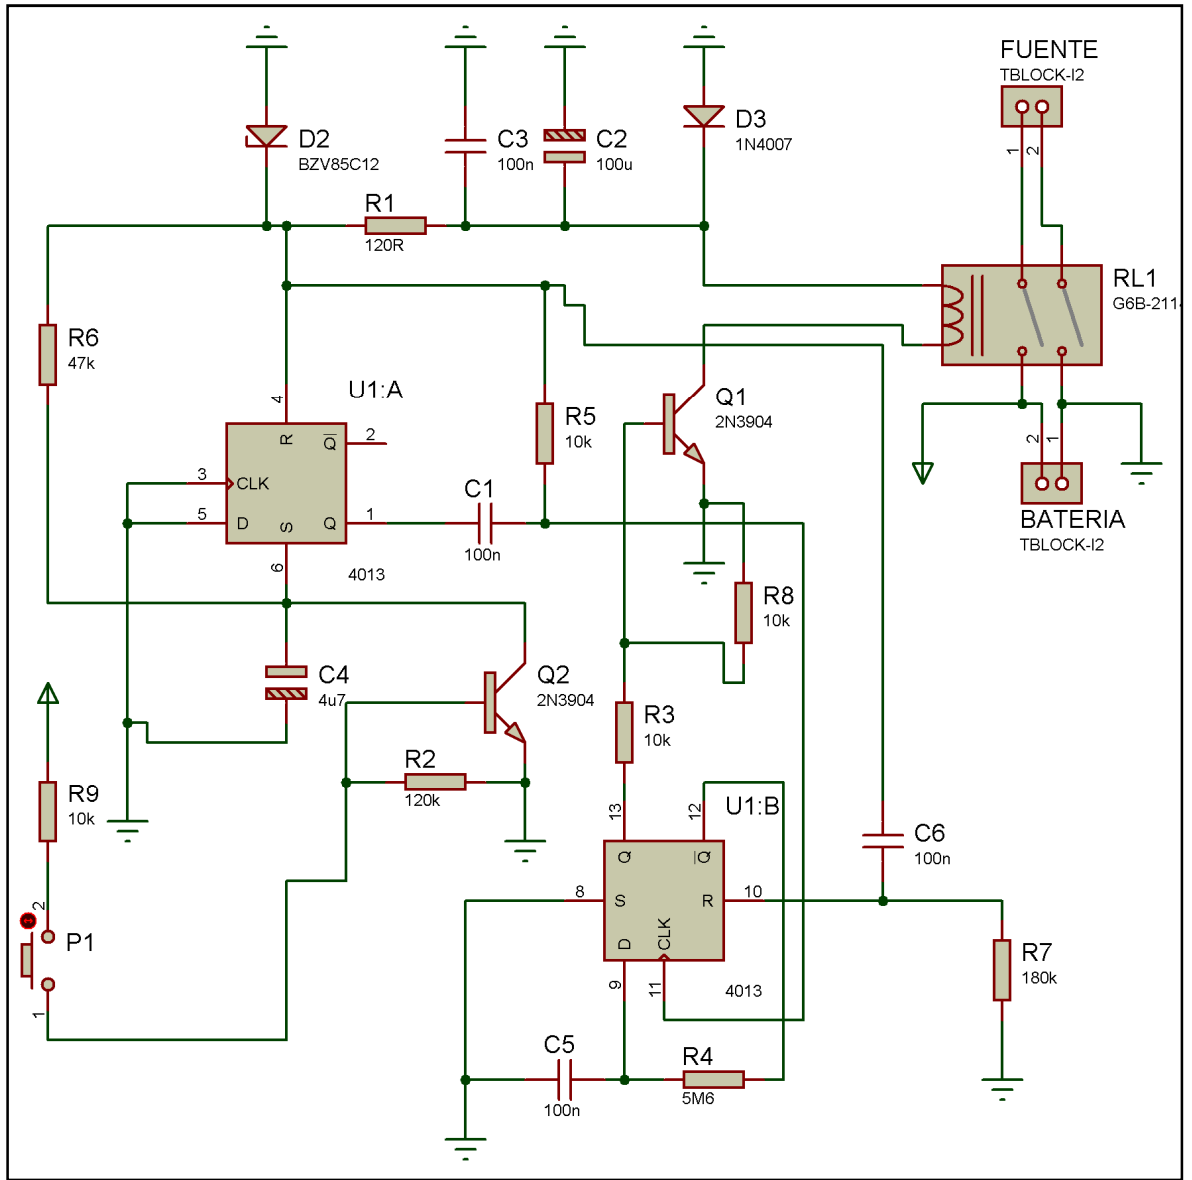 FUENTE
TBLOCK-I2
1
2
D2
BZV85C12
C3
100n
C2
100u
D3
1N4007
R1
120R
RL1
G6B-211
R6
47k
U1:A
4
R
Q
2
3
CLK
5
D
S
Q
1
6
4013
R5
10k
C1
100n
Q1
2N3904
2
1
BATERIA
TBLOCK-I2
R8
10k
C4
4u7
Q2
2N3904
R3
10k
R9
10k
R2
120k
13
12
U1:B
Q
Q
8
S
R
10
D
CLK
9
11
4013
C6
100n
2
P1
1
R7
180k
C5
100n
R4
5M6